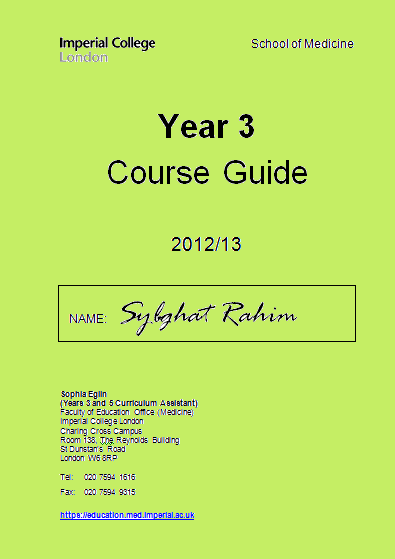 Imperial College
London
School of Medicine
Year 3
Course Guide
2012/13
NAME: Sybghat Rahim
Sophia Eglin
(Years 3 and 5 Curriculum Assistant)
Faculty of Education Office (Medicine)
Imperial College London
Charing Cross Campus
Room 138, The Reynolds Building
St Dunstan's Road
London W6 8RP
Tel: 020 7594 1616
Fax: 020 7594 9315
https://education.med.imperial.ac.uk